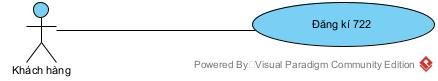 Đăng kí 722
Khách hàng
Powered By Visual Paradigm Community Edition